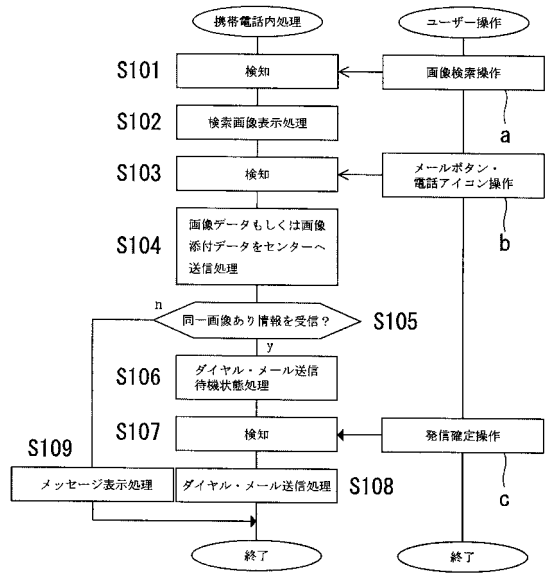 携帯電話内処理
ユーザー操作
S101
検知
画像検索操作
a
S102
検索画像表示処理
S103
検知
メールボタン・
電話アイコン操作
b
S104
画像データもしくは画像
添付データをセンターへ
送信処理
n
同一画像あり情報を受信？
S105
y
S106
ダイヤル・メール送信
待機状態処理
S107
検知
発信確定操作
c
S109
メッセージ表示処理
ダイヤル・メール送信処理
S108
終了
終了